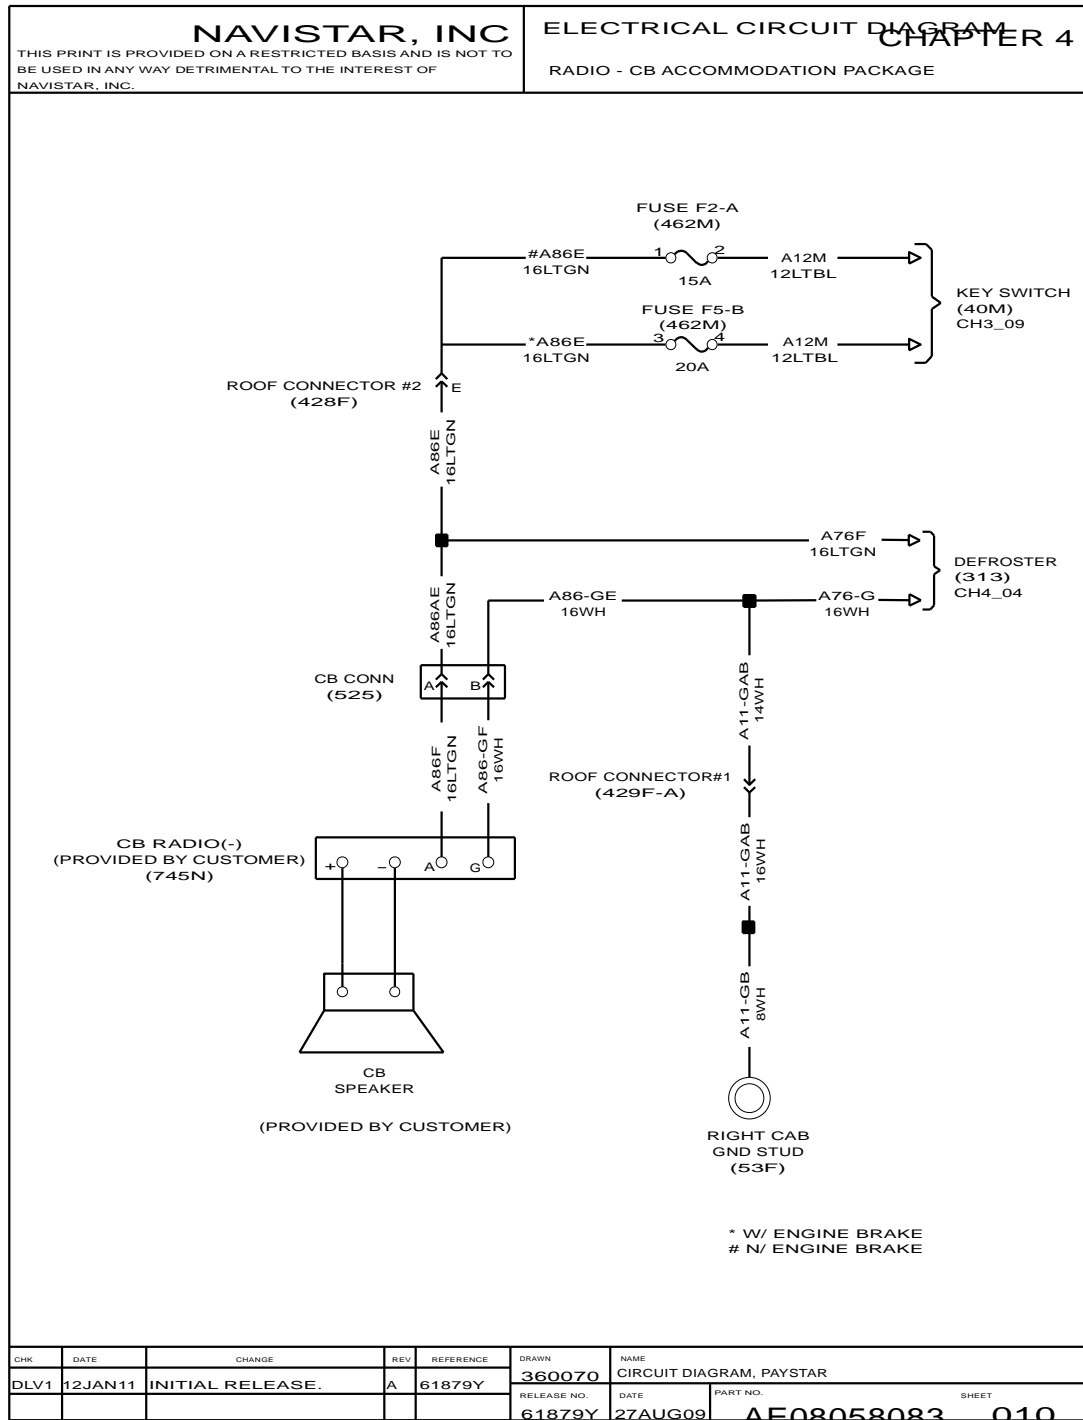 NAVISTAR, INC
THIS PRINT IS PROVIDED ON A RESTRICTED BASIS AND IS NOT TO
BE USED IN ANY WAY DETRIMENTAL TO THE INTEREST OF
NAVISTAR, INC.
ELECTRICAL CIRCUIT DIAGRAM
CHAPTER 4
RADIO - CB ACCOMMODATION PACKAGE
FUSE F2-A
(462M)
#A86E
16LTGN
1
2
15A
A12M
12LTBL
FUSE F5-B
(462M)
*A86E
16LTGN
3
4
20A
A12M
12LTBL
KEY SWITCH
(40M)
CH3_09
ROOF CONNECTOR #2
(428F)
E
A86E
16LTGN
A76F
16LTGN
DEFROSTER
(313)
CH4_04
A86-GE
16WH
A76-G
16WH
A86AE
16LTGN
CB CONN
(525)
A
B
A11-GAB
14WH
A86F
16LTGN
A86-GF
16WH
ROOF CONNECTOR#1
(429F-A)
CB RADIO(-)
(PROVIDED BY CUSTOMER)
(745N)
+
–
A
G
A11-GAB
16WH
A11-GB
8WH
CB
SPEAKER
(PROVIDED BY CUSTOMER)
RIGHT CAB
GND STUD
(53F)
* W/ ENGINE BRAKE
# N/ ENGINE BRAKE
CHK DATE CHANGE REV REFERENCE
DLV1 12JAN11 INITIAL RELEASE. A 61879Y
DRAWN
360070
NAME
CIRCUIT DIAGRAM, PAYSTAR
RELEASE NO.
61879Y
DATE
27AUG09
PART NO.
AE08058083
SHEET
010